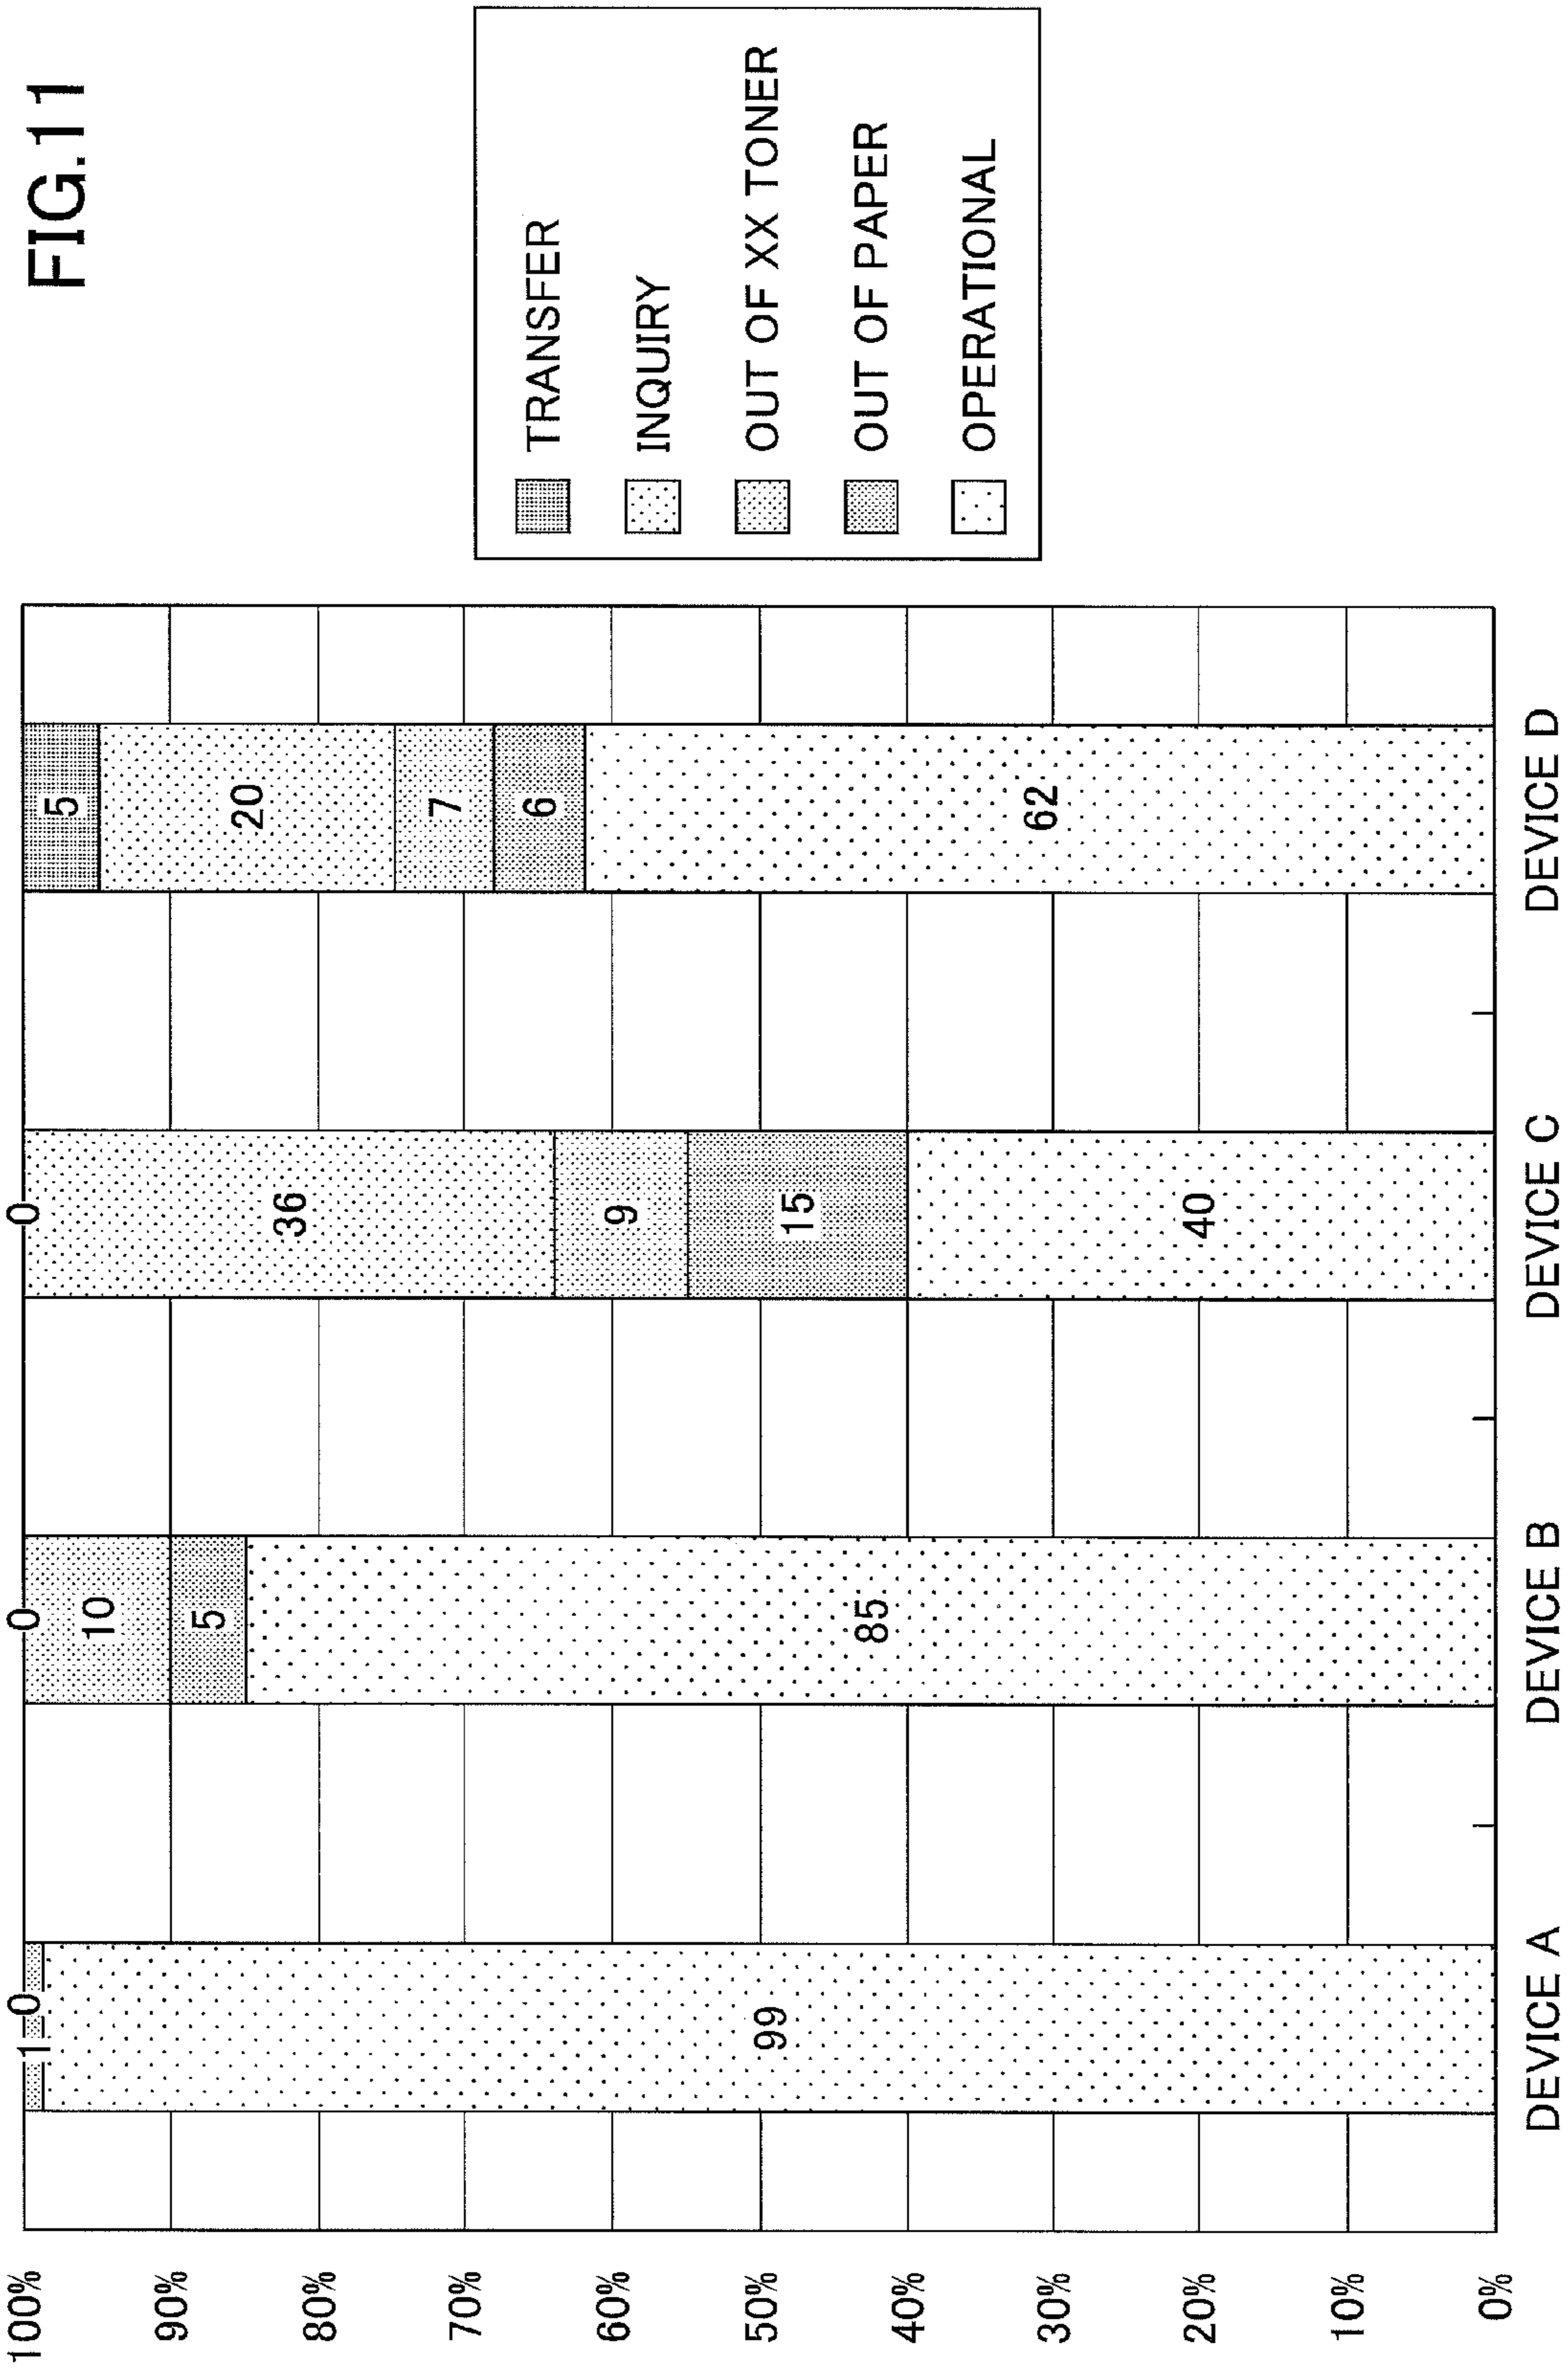 FIG.11
100%
90%
80%
70%
60%
50%
40%
30%
20%
10%
0%
1 0
99
0
10
5
85
0
36
9
15
40
5
20
7
6
62
DEVICE A
DEVICE B
DEVICE C
DEVICE D
TRANSFER
INQUIRY
OUT OF XX TONER
OUT OF PAPER
OPERATIONAL